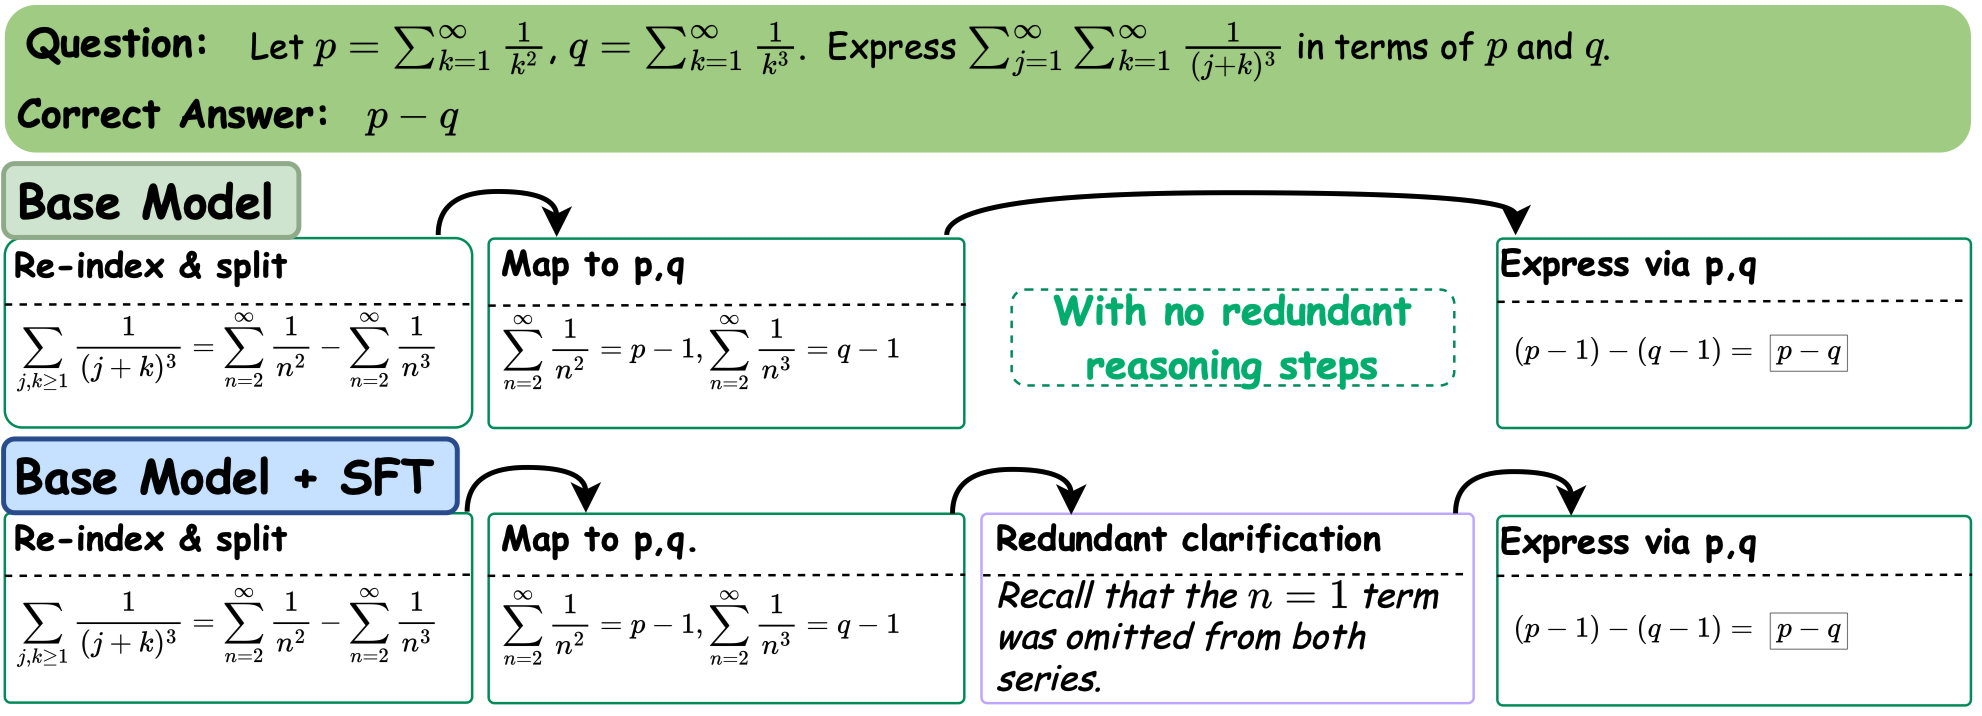 Question: Let $p = \sum_{k=1}^{\infty} \frac{1}{k^2}$, $q = \sum_{k=1}^{\infty} \frac{1}{k^3}$. Express $\sum_{j=1}^{\infty} \sum_{k=1}^{\infty} \frac{1}{(j+k)^3}$ in terms of $p$ and $q$.
Correct Answer: $p - q$
Base Model
Re-index & split
$\sum_{j,k \geq 1} \frac{1}{(j+k)^3} = \sum_{n=2}^{\infty} \frac{1}{n^2} - \sum_{n=2}^{\infty} \frac{1}{n^3}$
Map to p,q
$\sum_{n=2}^{\infty} \frac{1}{n^2} = p - 1, \sum_{n=2}^{\infty} \frac{1}{n^3} = q - 1$
With no redundant
reasoning steps
Express via p,q
$(p - 1) - (q - 1) = \boxed{p - q}$
Base Model + SFT
Re-index & split
$\sum_{j,k \geq 1} \frac{1}{(j+k)^3} = \sum_{n=2}^{\infty} \frac{1}{n^2} - \sum_{n=2}^{\infty} \frac{1}{n^3}$
Map to p,q.
$\sum_{n=2}^{\infty} \frac{1}{n^2} = p - 1, \sum_{n=2}^{\infty} \frac{1}{n^3} = q - 1$
Redundant clarification
Recall that the $n = 1$ term
was omitted from both
series.
Express via p,q
$(p - 1) - (q - 1) = \boxed{p - q}$